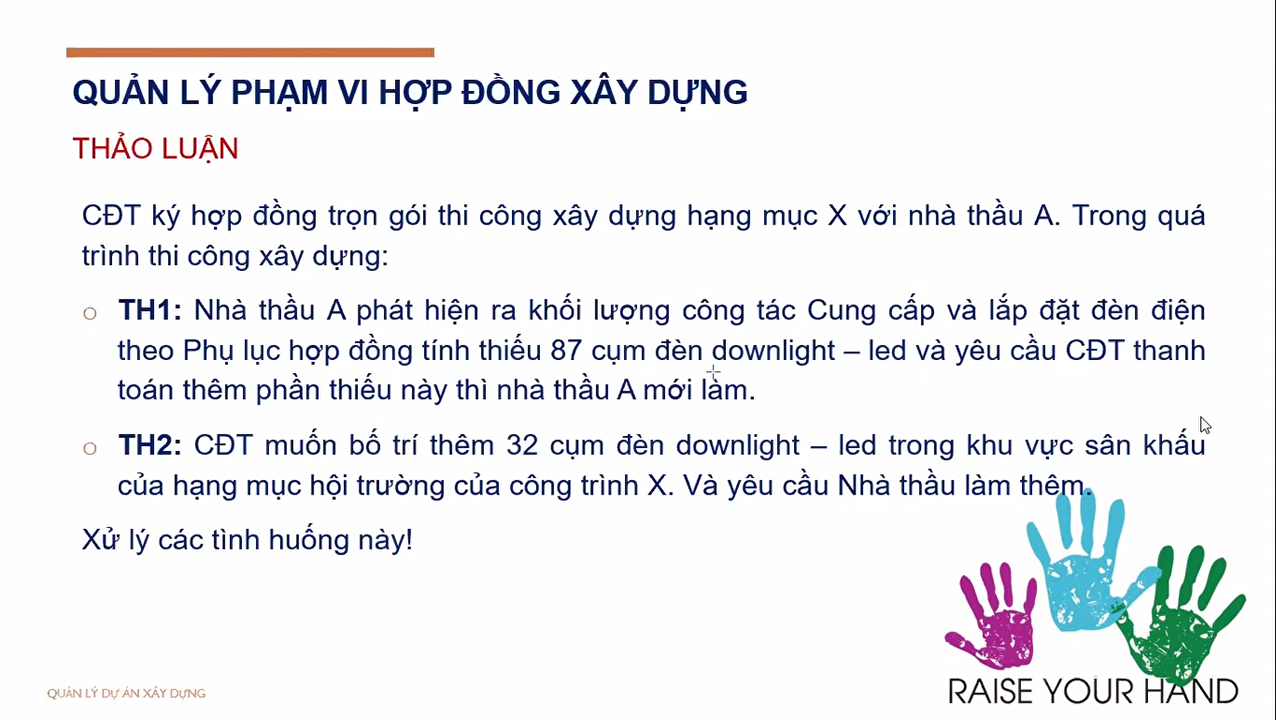 QUẢN LÝ PHẠM VI HỢP ĐỒNG XÂY DỰNG
THẢO LUẬN
CĐT ký hợp đồng trọn gói thi công xây dựng hạng mục X với nhà thầu A. Trong quá
trình thi công xây dựng:
o TH1: Nhà thầu A phát hiện ra khối lượng công tác Cung cấp và lắp đặt đèn điện
theo Phụ lục hợp đồng tính thiếu 87 cụm đèn downlight – led và yêu cầu CĐT thanh
toán thêm phần thiếu này thì nhà thầu A mới làm.
o TH2: CĐT muốn bố trí thêm 32 cụm đèn downlight – led trong khu vực sân khấu
của hạng mục hội trường của công trình X. Và yêu cầu Nhà thầu làm thêm.
Xử lý các tình huống này!
RAISE YOUR HAND
QUẢN LÝ DỰ ÁN XÂY DỰNG